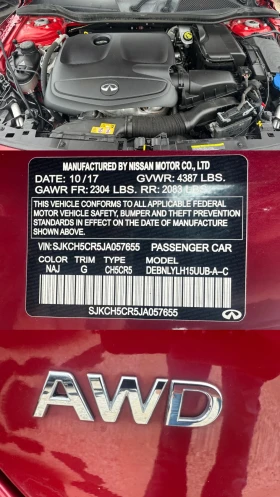 MANUFACTURED BY NISSAN MOTOR CO., LTD
DATE: 10/17 GVWR: 4387 LBS.
GAWR FR: 2304 LBS. RR: 2083 LBS.
THIS VEHICLE CONFORMS TO ALL APPLICABLE FEDERAL
MOTOR VEHICLE SAFETY, BUMPER AND THEFT PREVENTION
STANDARDS IN EFFECT ON THE DATE OF MANUFACTURE
SHOWN ABOVE.
VIN:SJKCH5CR5JA057655 PASSENGER CAR
COLOR TRIM TYPE MODEL
NAJ G CH5CR5 DEBNLYLH15UUB-A-C
SJKCH5CR5JA057655
AWD